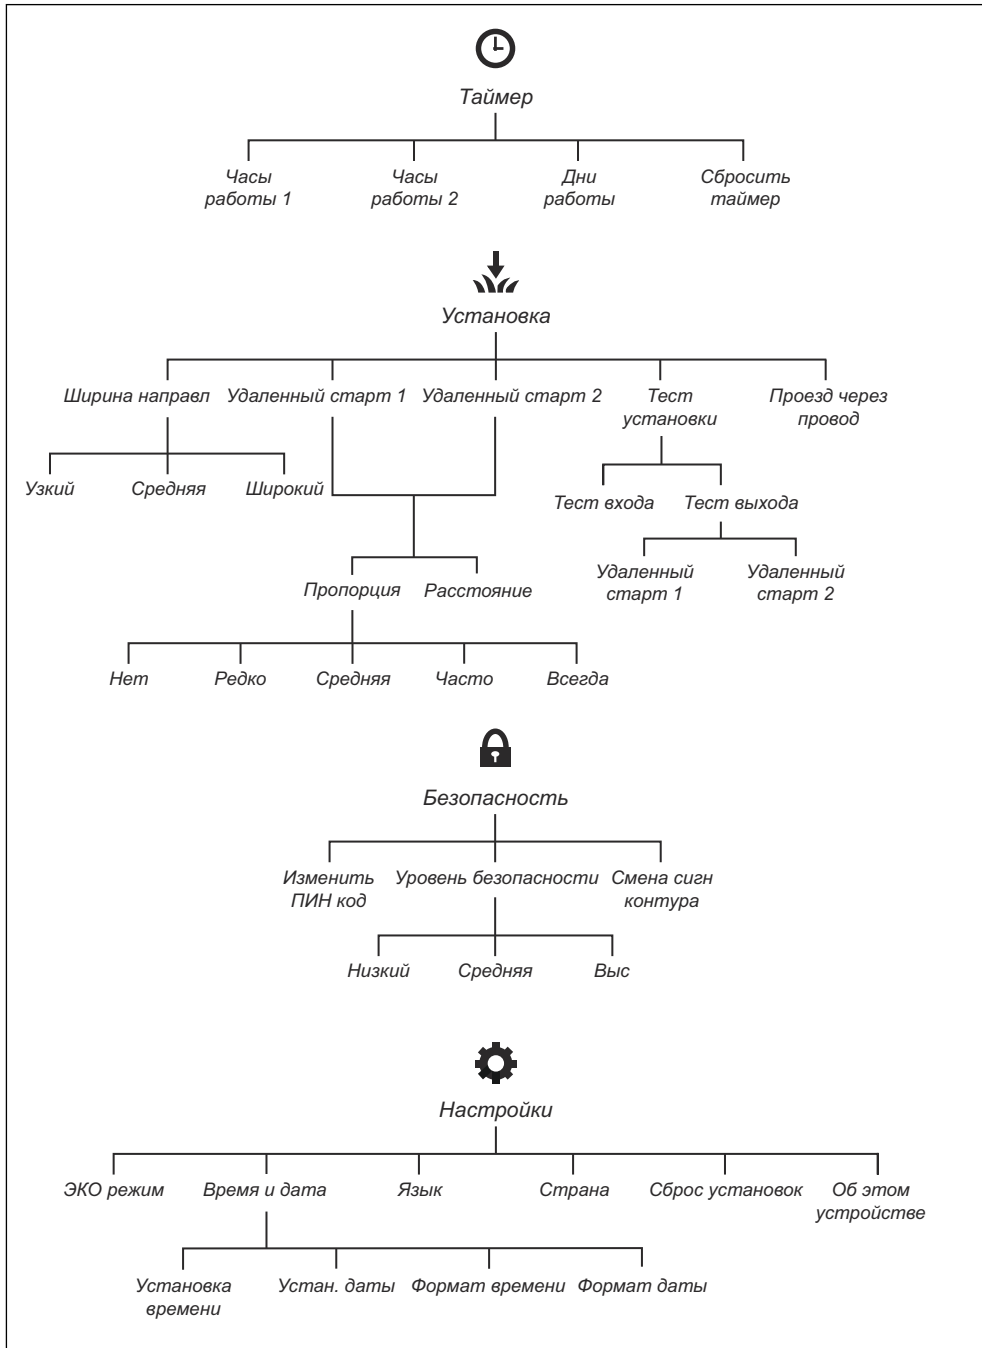 Таймер
Часы Часы Дни Сбросить
работы 1 работы 2 работы таймер
Установка
Ширина направл Удаленный старт 1 Удаленный старт 2 Тест Проезд через
установки провод
Узкий Средняя Широкий Тест входа Тест выхода
Удаленный Удаленный
старт 1 старт 2
Пропорция Расстояние
Нет Редко Средняя Часто Всегда
Безопасность
Изменить Уровень безопасности Смена сигн
ПИН код контура
Низкий Средняя Выс
Настройки
ЭКО режим Время и дата Язык Страна Сброс установок Об этом
устройстве
Установка Устан. даты Формат времени Формат даты
времени